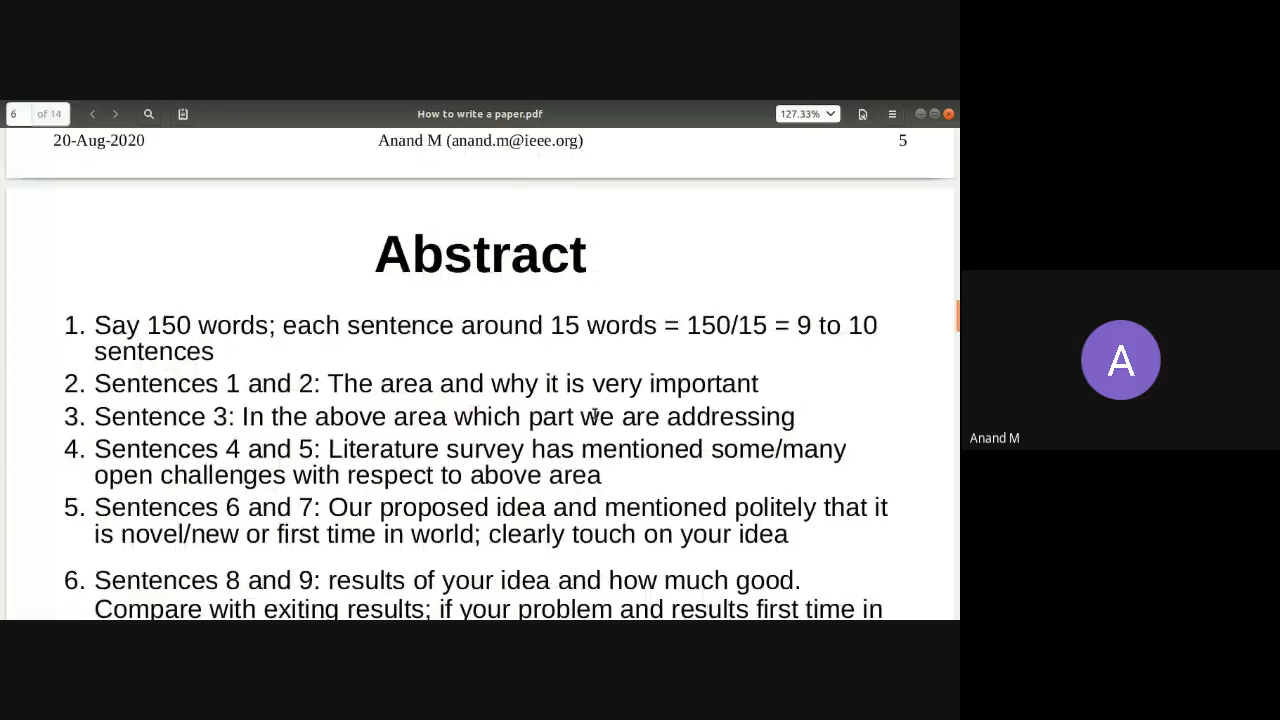 6 of 14
How to write a paper.pdf
127.33%
20-Aug-2020 Anand M (anand.m@ieee.org) 5
Abstract
1. Say 150 words; each sentence around 15 words = 150/15 = 9 to 10
sentences
2. Sentences 1 and 2: The area and why it is very important
3. Sentence 3: In the above area which part we are addressing
4. Sentences 4 and 5: Literature survey has mentioned some/many
open challenges with respect to above area
5. Sentences 6 and 7: Our proposed idea and mentioned politely that it
is novel/new or first time in world; clearly touch on your idea
6. Sentences 8 and 9: results of your idea and how much good.
Compare with exiting results; if your problem and results first time in
A
Anand M